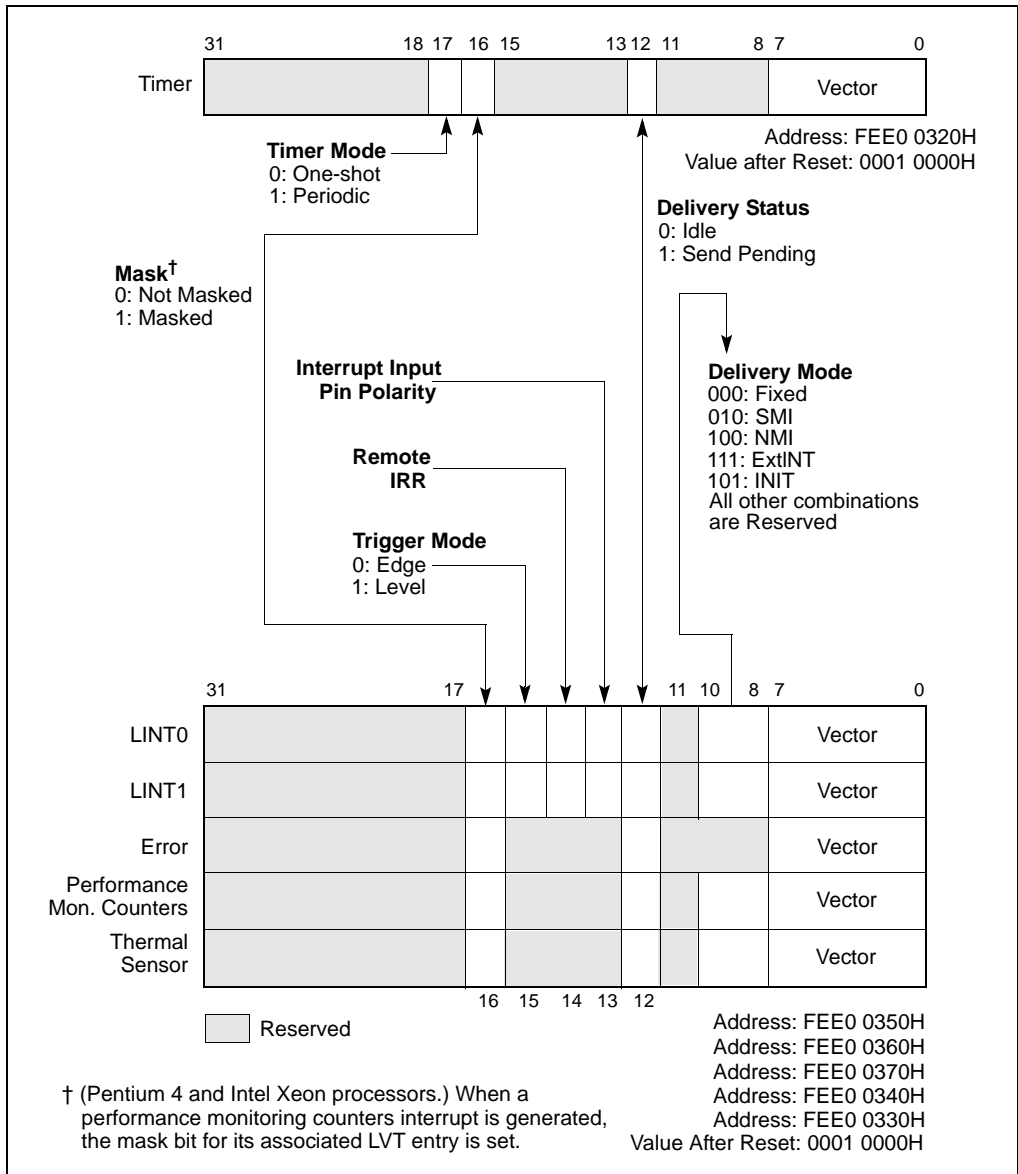 31 18 17 16 15 13 12 11 8 7 0
Timer Vector
Address: FEE0 0320H
Value after Reset: 0001 0000H
Timer Mode
0: One-shot
1: Periodic
Delivery Status
0: Idle
1: Send Pending
Mask†
0: Not Masked
1: Masked
Interrupt Input
Pin Polarity
Delivery Mode
000: Fixed
010: SMI
100: NMI
111: ExtlNT
101: INIT
All other combinations
are Reserved
Remote
IRR
Trigger Mode
0: Edge
1: Level
31 17 11 10 8 7 0
LINT0 Vector
LINT1 Vector
Error Vector
Performance
Mon. Counters Vector
Thermal
Sensor Vector
16 15 14 13 12
Reserved
Address: FEE0 0350H
Address: FEE0 0360H
Address: FEE0 0370H
Address: FEE0 0340H
Address: FEE0 0330H
Value After Reset: 0001 0000H
† (Pentium 4 and Intel Xeon processors.) When a
performance monitoring counters interrupt is generated,
the mask bit for its associated LVT entry is set.